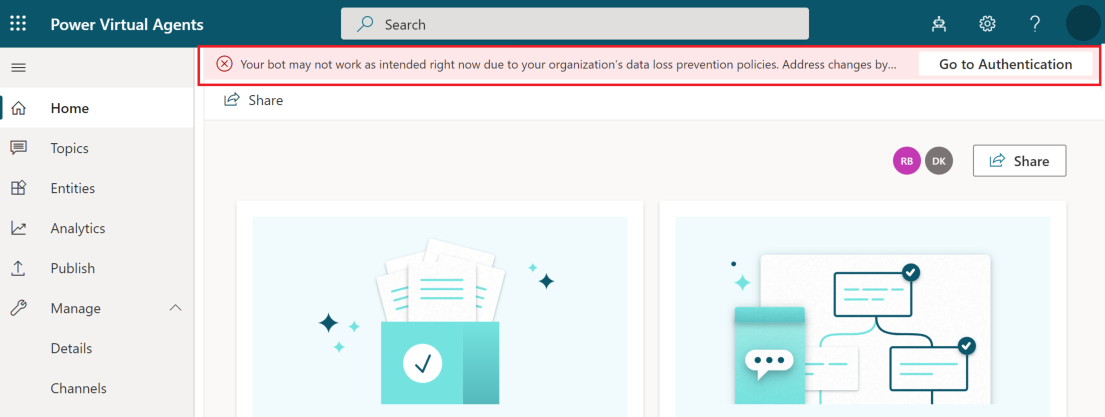 Power Virtual Agents
Search
?
Your bot may not work as intended right now due to your organization's data loss prevention policies. Address changes by...
Go to Authentication
Share
Home
Topics
Entities
Analytics
Publish
Manage
Details
Channels
RB
DK
Share